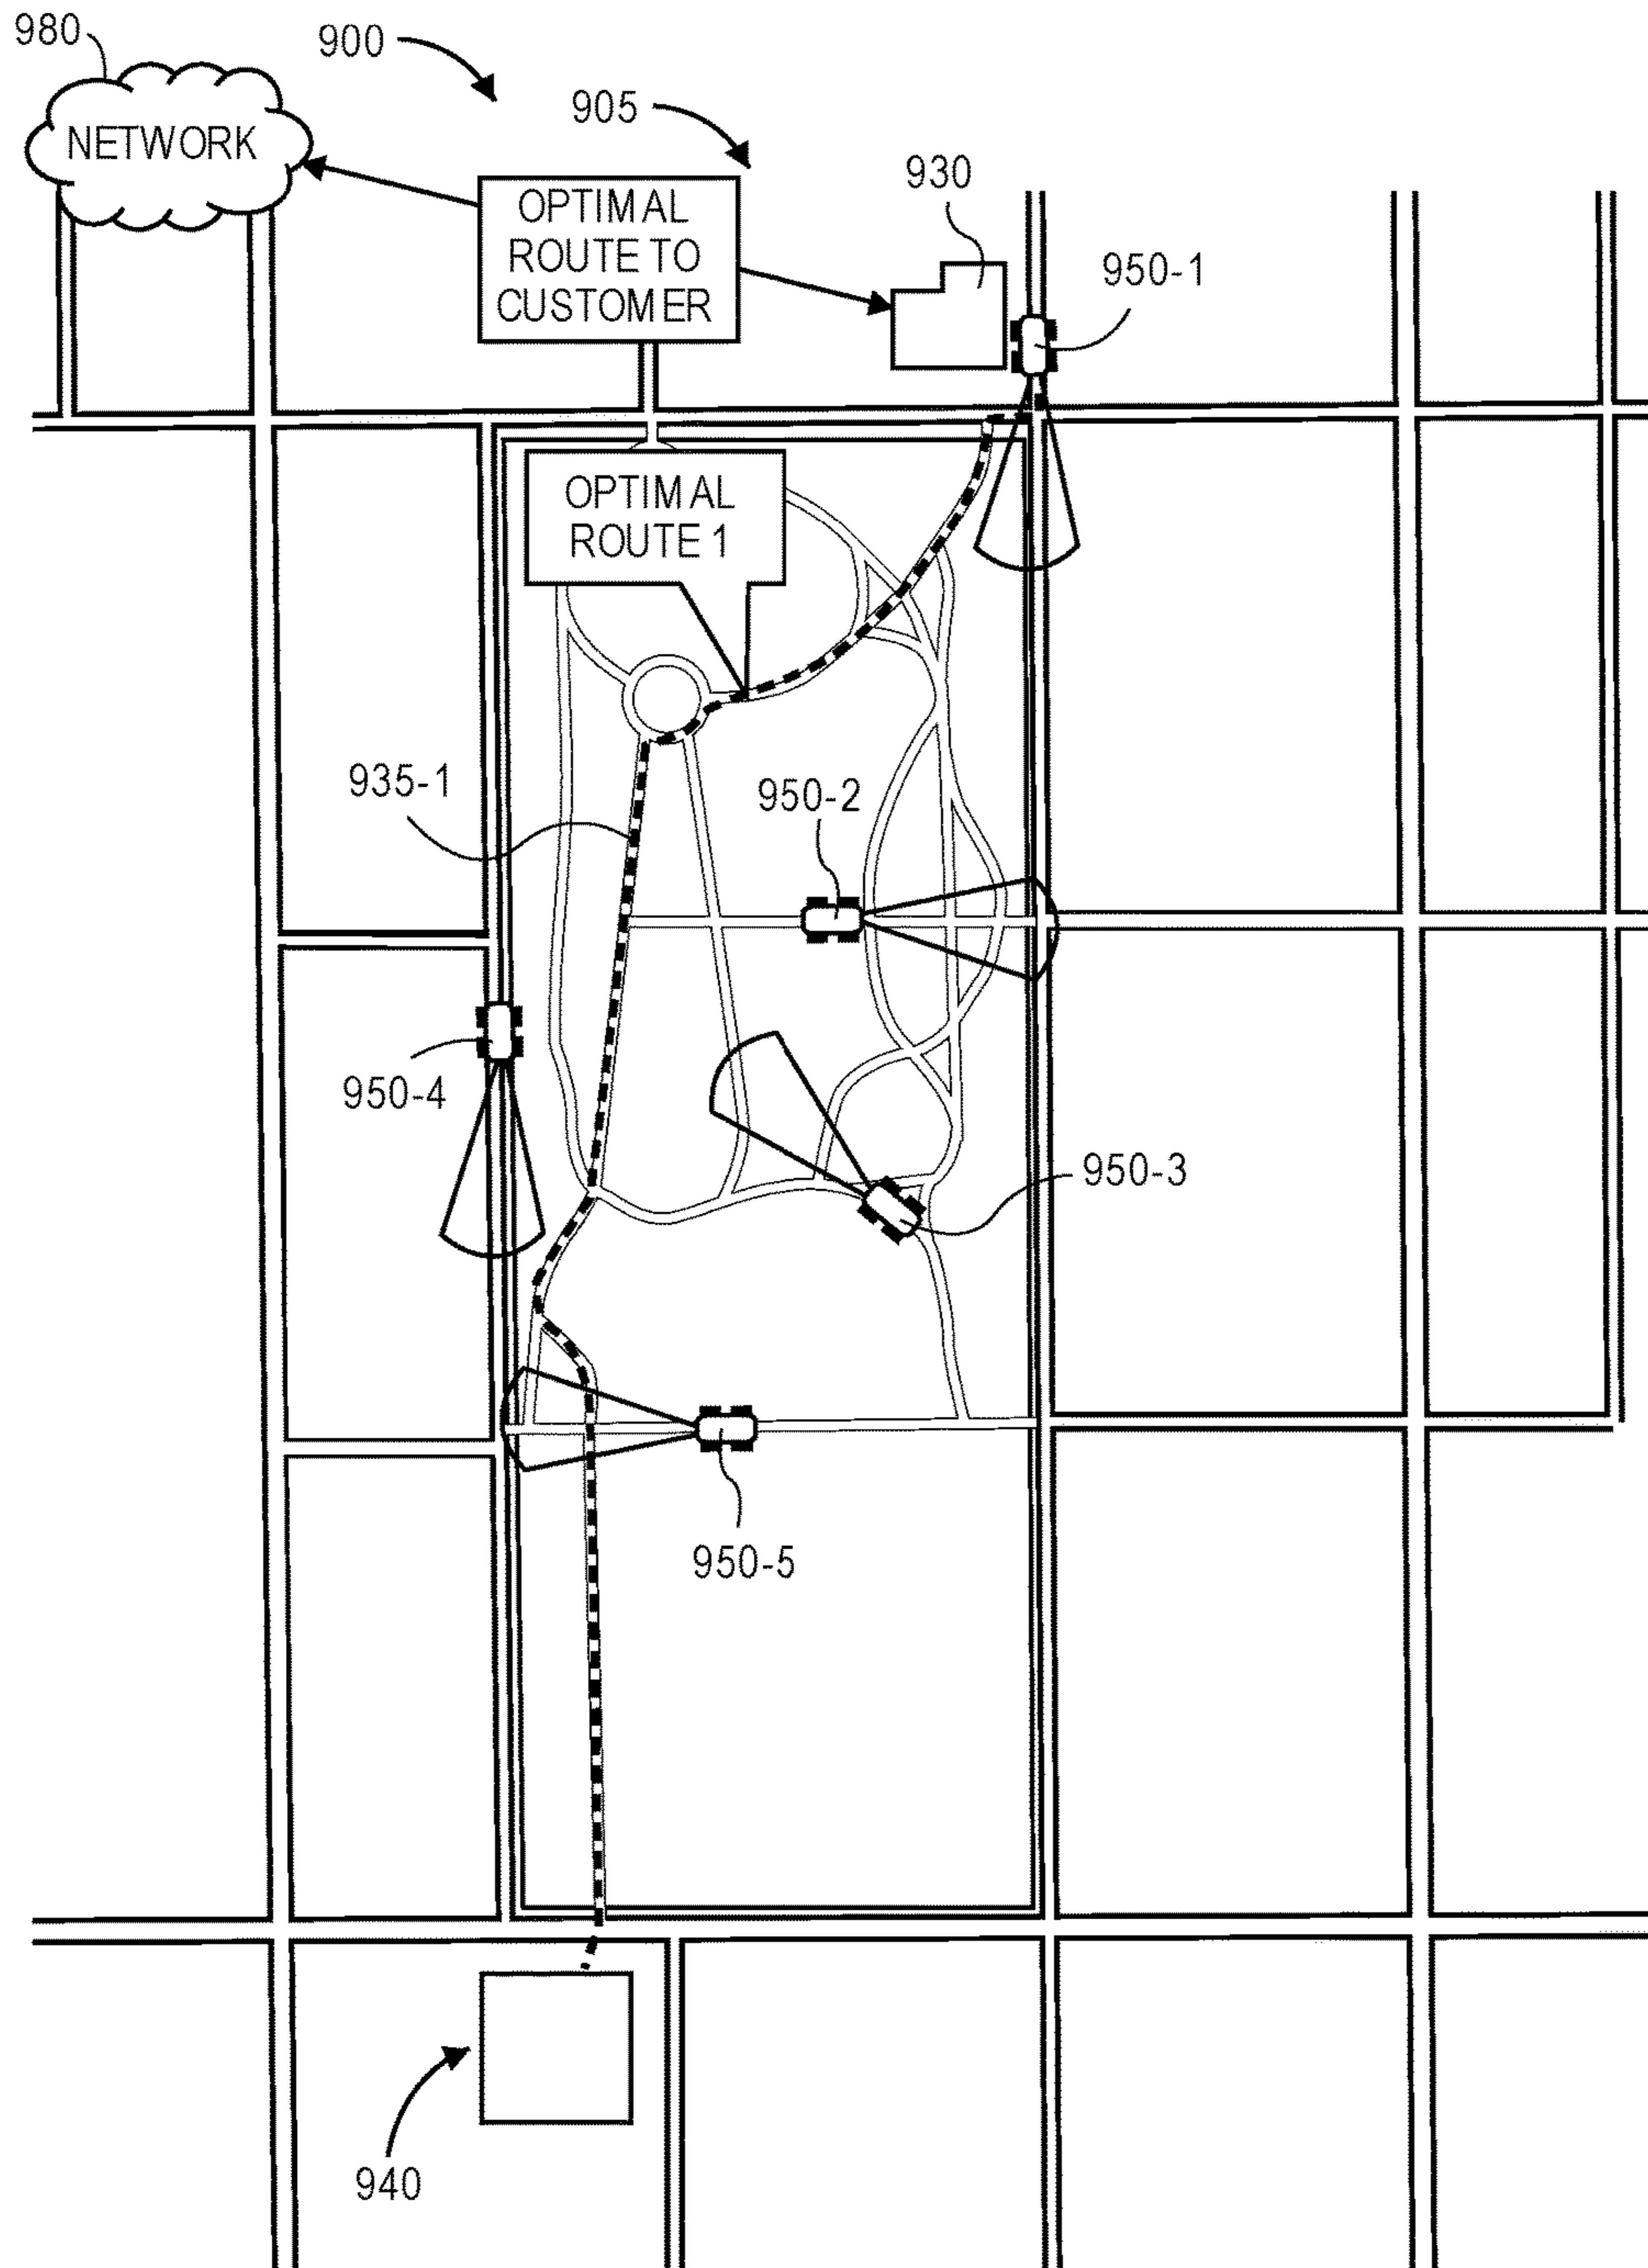 980
900
905
NETWORK
930
OPTIMAL
ROUTE TO
CUSTOMER
950-1
OPTIMAL
ROUTE 1
935-1
950-2
950-4
950-3
950-5
940